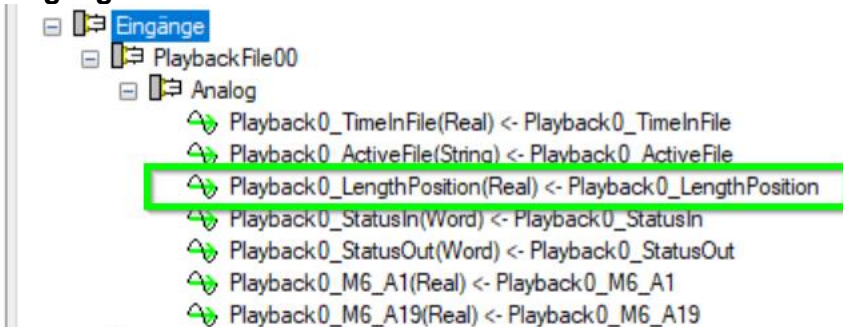 Eingänge
PlaybackFile00
Analog
Playback0_TimeInFile(Real) <- Playback0_TimeInFile
Playback0_ActiveFile(String) <- Playback0_ActiveFile
Playback0_LengthPosition(Real) <- Playback0_LengthPosition
Playback0_StatusIn(Word) <- Playback0_StatusIn
Playback0_StatusOut(Word) <- Playback0_StatusOut
Playback0_M6_A1(Real) <- Playback0_M6_A1
Playback0_M6_A19(Real) <- Playback0_M6_A19